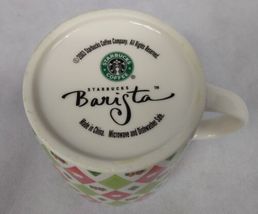 © 2003 Starbucks Coffee Company. All Rights Reserved.
STARBUCKS
COFFEE
STARBUCKS
Barista
Made in China. Microwave and Dishwasher Safe.